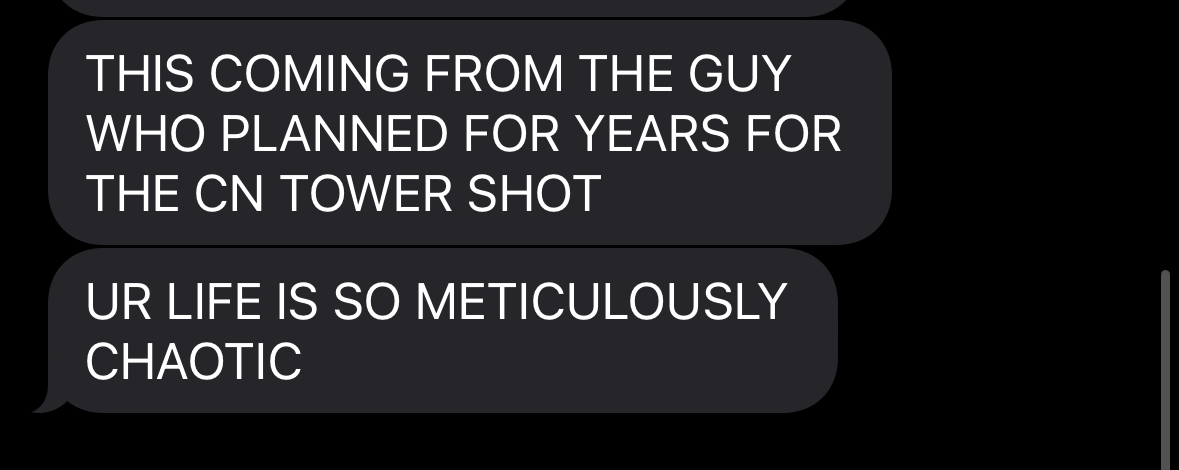 THIS COMING FROM THE GUY
WHO PLANNED FOR YEARS FOR
THE CN TOWER SHOT
UR LIFE IS SO METICULOUSLY
CHAOTIC